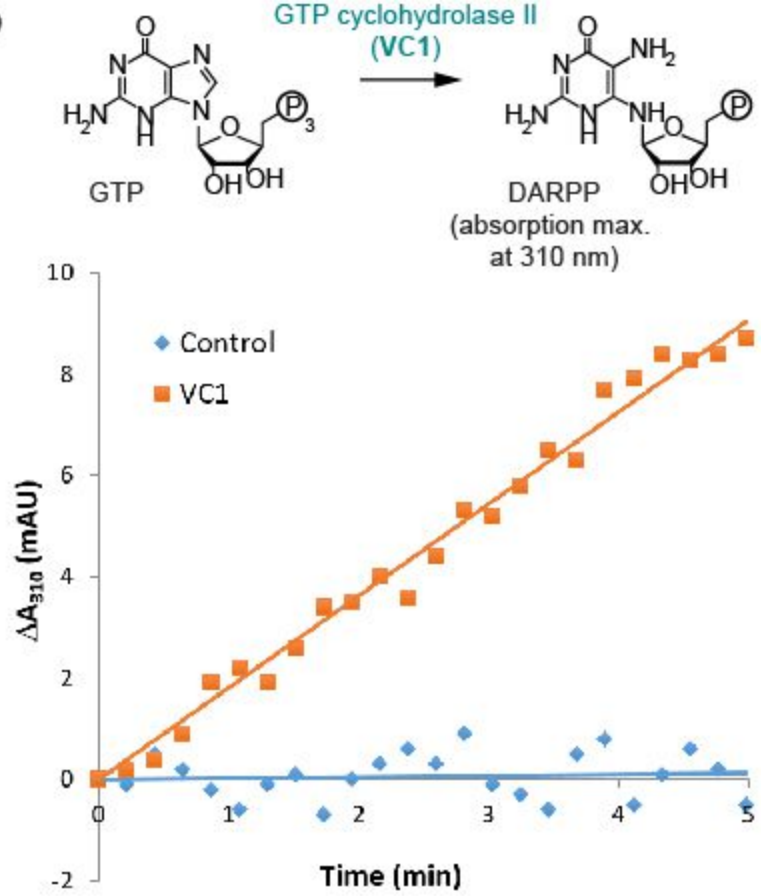 )
GTP cyclohydrolase II
(VC1)
O
N
N
H₂N
N
H
N
O
P
3
OH
OH
GTP
O
N
NH₂
H₂N
N
H
NH
O
P
OH
OH
DARPP
(absorption max.
at 310 nm)
10
Control
8
VC1
6
4
2
0
-2
ΔA₃₁₀ (mAU)
0
1
2
3
4
5
Time (min)